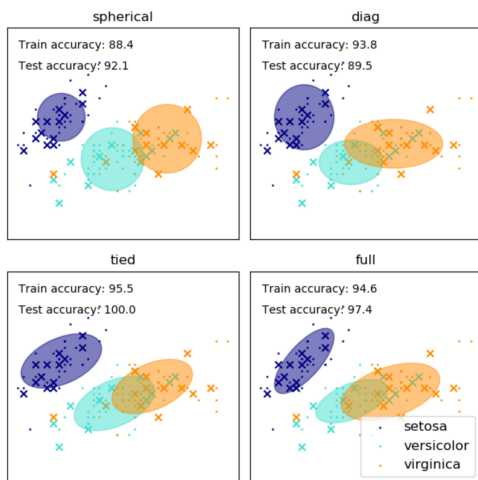 spherical
Train accuracy: 88.4
Test accuracy: 92.1
diag
Train accuracy: 93.8
Test accuracy: 89.5
tied
Train accuracy: 95.5
Test accuracy: 100.0
full
Train accuracy: 94.6
Test accuracy: 97.4
setosa
versicolor
virginica